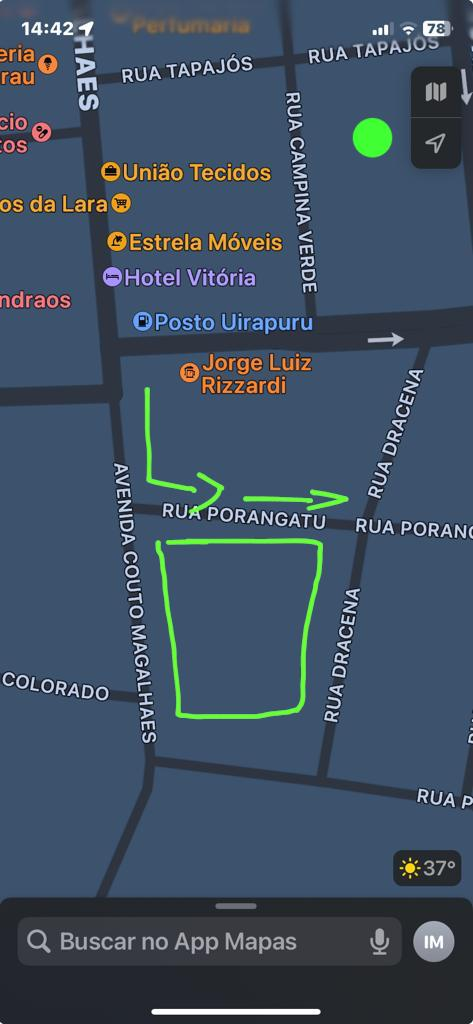 14:42
Perfumaria
78
HAES
eria
rau
RUA TAPAJÓS
RUA TAPAJÓS
cio
tos
RUA CAMPINA VERDE
União Tecidos
os da Lara
Estrela Móveis
Hotel Vitória
ndraos
Posto Uirapuru
Jorge Luiz
Rizzardi
RUA DRACENA
AVENIDA COUTO MAGALHAES
RUA PORANGATU
RUA PORANG
RUA DRACENA
COLORADO
RUA P
37°
Buscar no App Mapas
IM